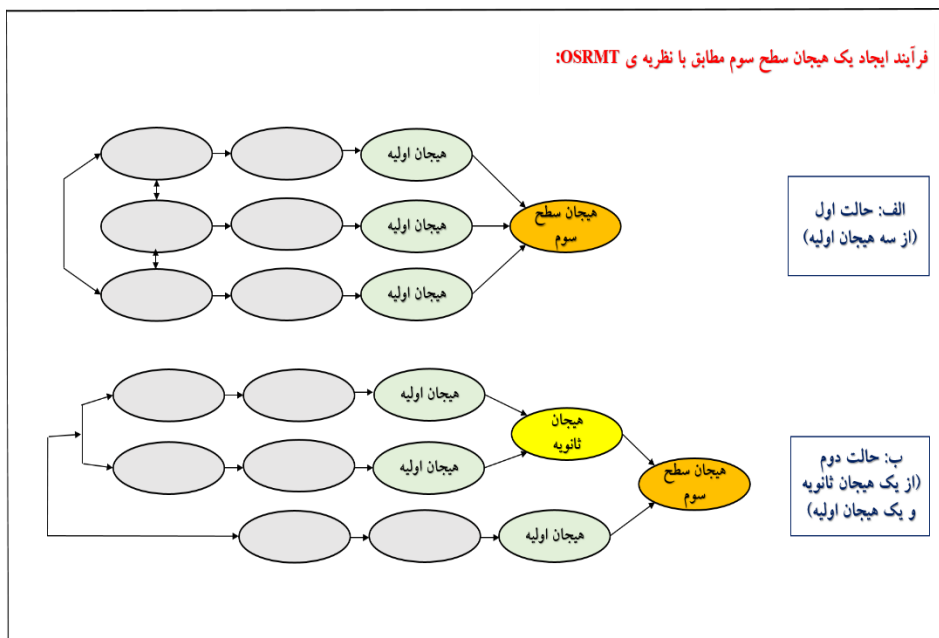 فرآیند ایجاد یک هیجان سطح سوم مطابق با نظریه ی OSRMT:
هیجان اولیه
هیجان اولیه
هیجان اولیه
هیجان سطح
سوم
الف: حالت اول
(از سه هیجان اولیه)
هیجان اولیه
هیجان اولیه
هیجان اولیه
هیجان
ثانویه
هیجان سطح
سوم
ب: حالت دوم
(از یک هیجان ثانویه
و یک هیجان اولیه)